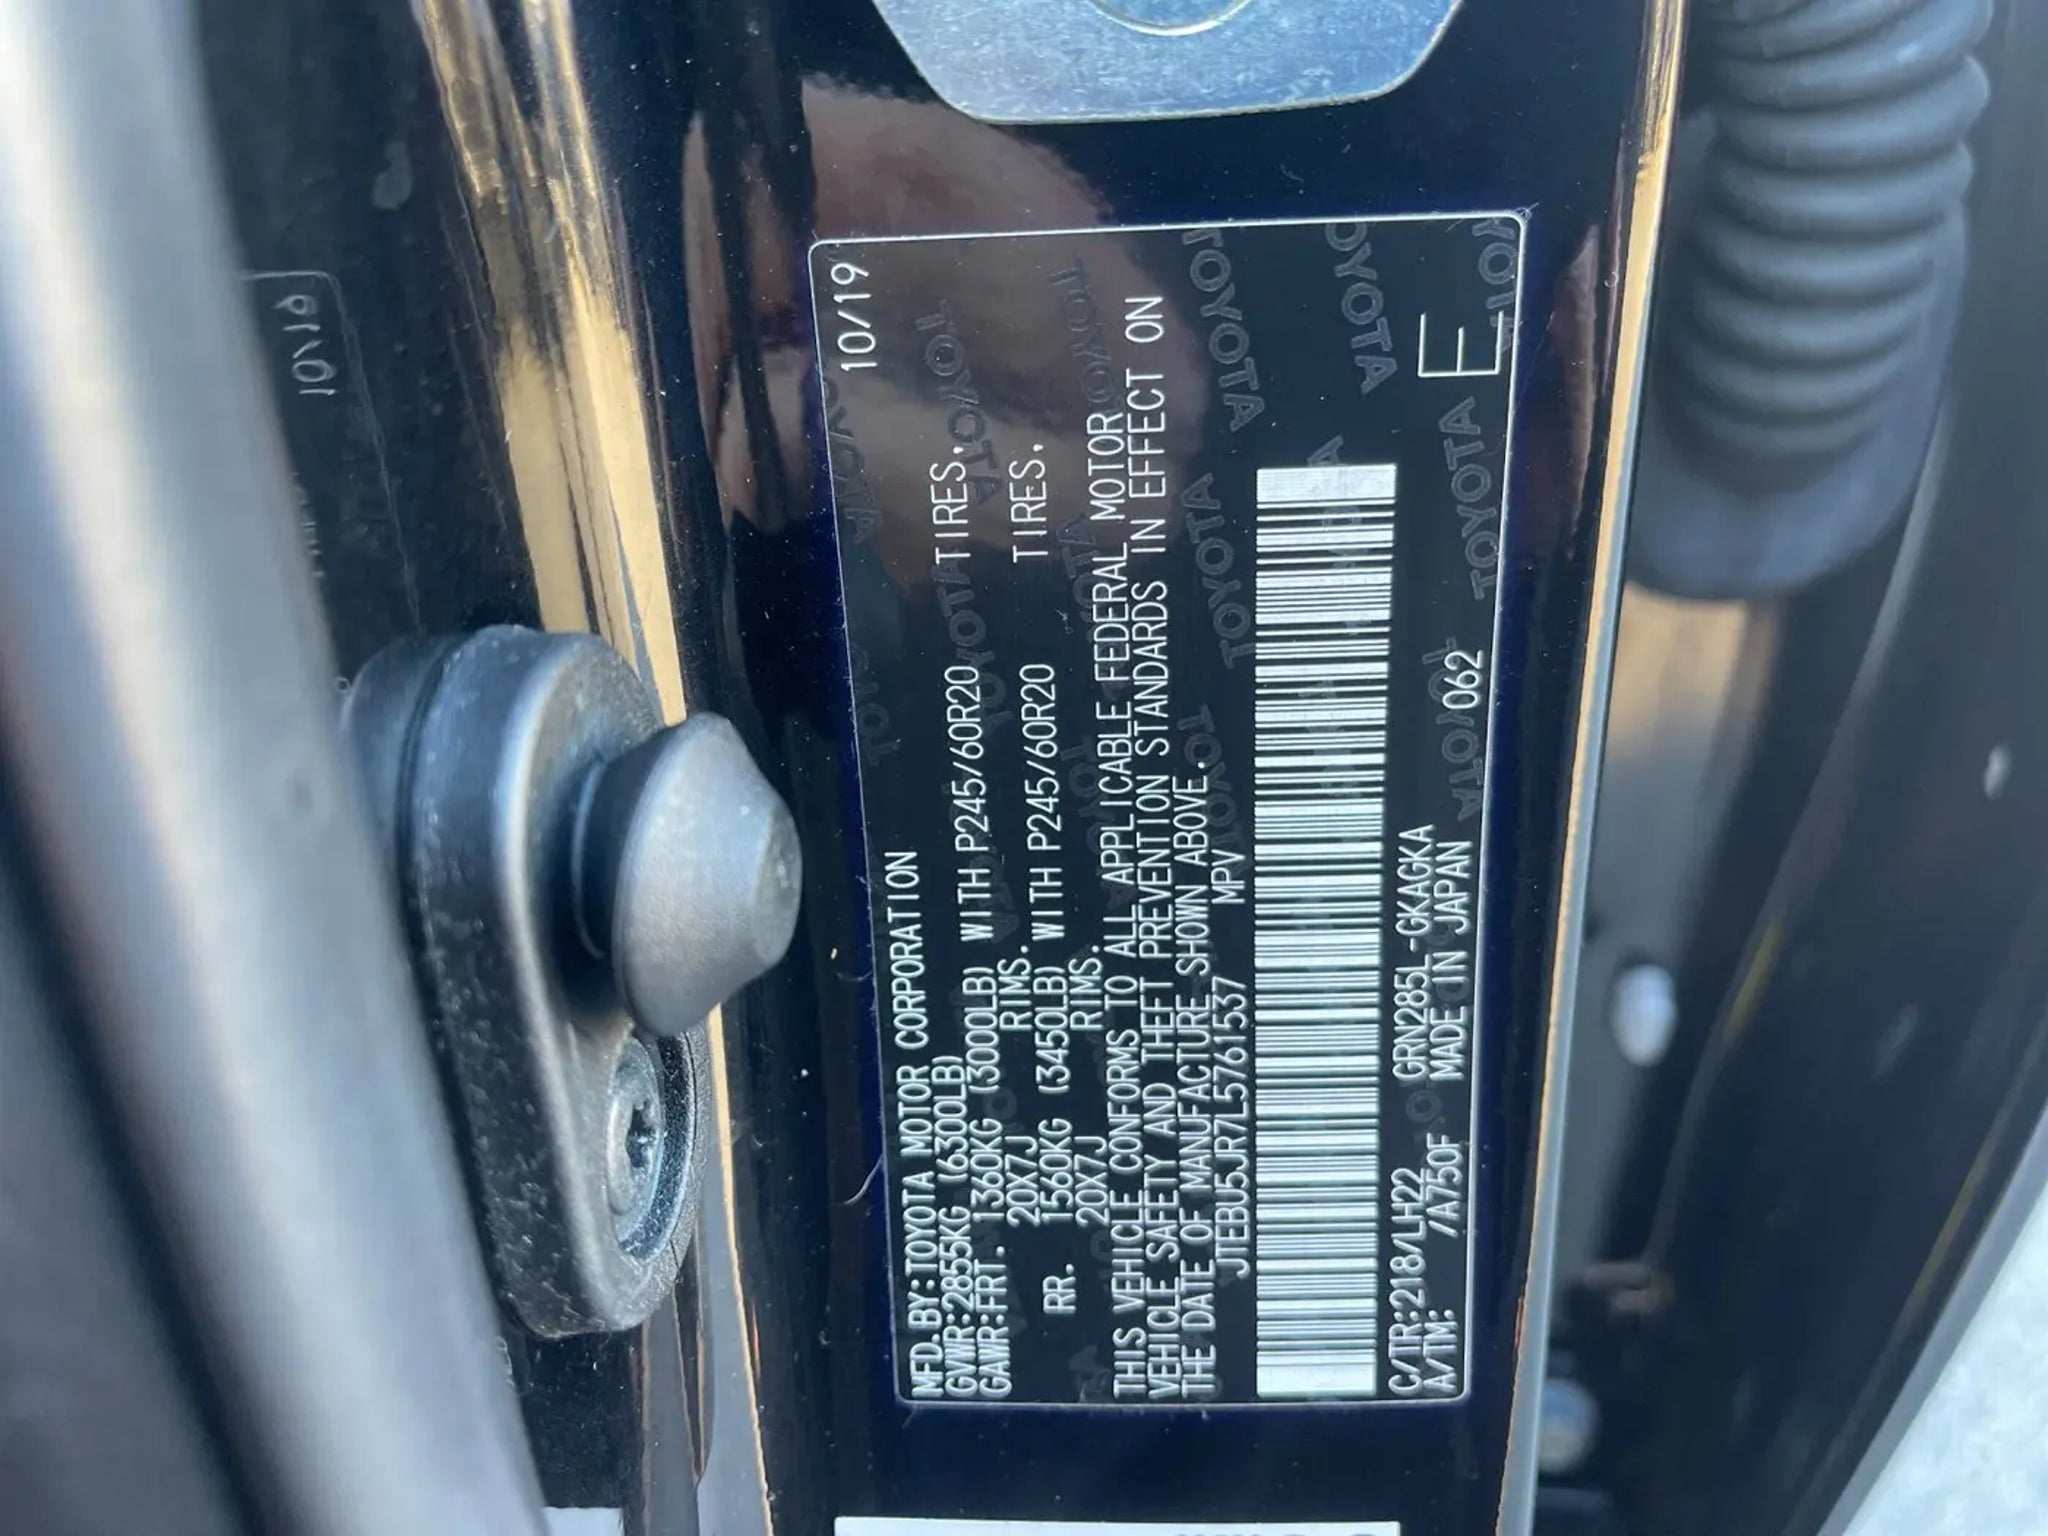 10/19
MFD.BY:TOYOTA MOTOR CORPORATION
GVWR:2855KG (6300LB)
GAWR:FRT. 1360KG (3000LB) WITH P245/60R20 TIRES,
20X7J RIMS.
RR. 1560KG (3450LB) WITH P245/60R20 TIRES,
20X7J RIMS.
THIS VEHICLE CONFORMS TO ALL APPLICABLE FEDERAL MOTOR
VEHICLE SAFETY AND THEFT PREVENTION STANDARDS IN EFFECT ON
THE DATE OF MANUFACTURE SHOWN ABOVE.
JTEBU5JR7L5761537 MPV
C/TR:218/LH22 GRN285L-GKAGKA
A/TM: /A750F MADE IN JAPAN 062 E